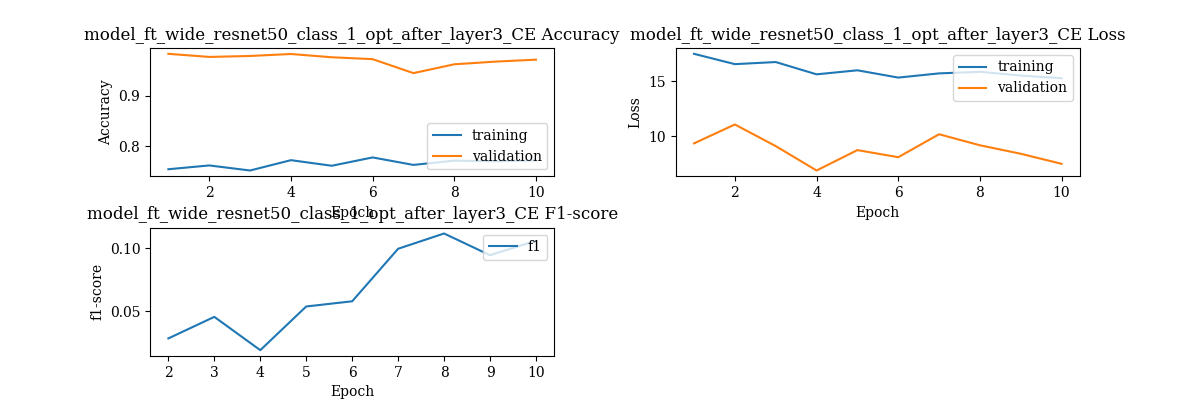 model_ft_wide_resnet50_class_1_opt_after_layer3_CE Accuracy
Accuracy
0.9
0.8
training
validation
2 4 6 8 10
Epoch
model_ft_wide_resnet50_class_1_opt_after_layer3_CE Loss
Loss
15
10
training
validation
2 4 6 8 10
Epoch
model_ft_wide_resnet50_class_1_opt_after_layer3_CE F1-score
f1-score
0.10
0.05
f1
2 3 4 5 6 7 8 9 10
Epoch